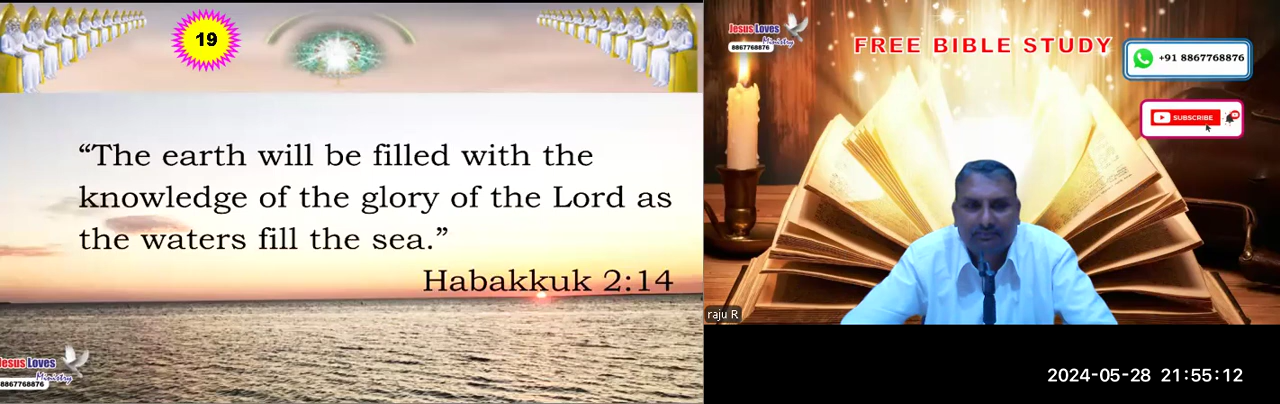 19
“The earth will be filled with the
knowledge of the glory of the Lord as
the waters fill the sea.”
Habakkuk 2:14
Jesus Loves
Ministry
8867768876
Jesus Loves
Ministry
8867768876
FREE BIBLE STUDY
+91 8867768876
SUBSCRIBE
raju R
2024-05-28 21:55:12